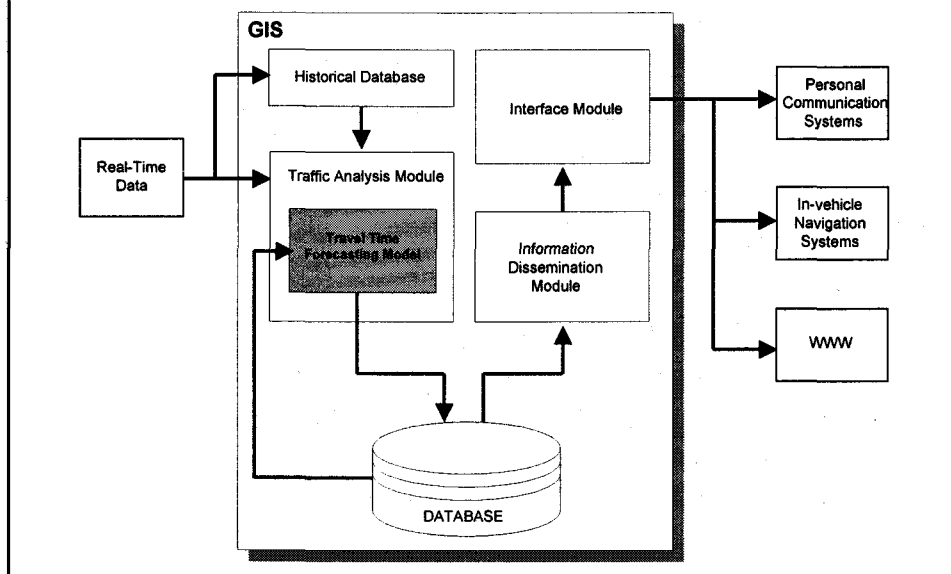 GIS
Historical Database
Interface Module
Personal
Communication
Systems
Real-Time
Data
Traffic Analysis Module
Travel Time
Forecasting Model
Information
Dissemination
Module
In-vehicle
Navigation
Systems
WWW
DATABASE